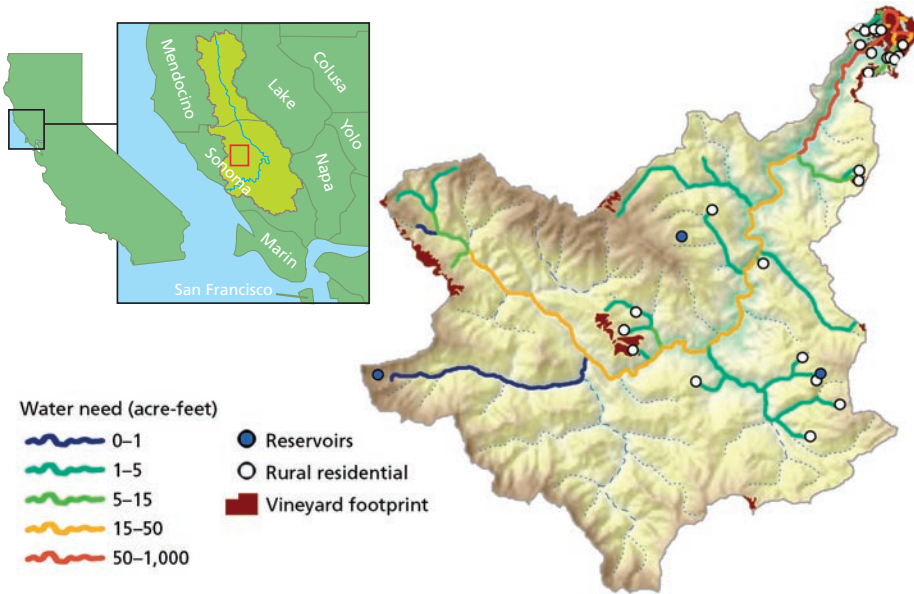 Mendocino
Lake
Colusa
Yolo
Sonoma
Napa
Marin
San Francisco
Water need (acre-feet)
0–1
1–5
5–15
15–50
50–1,000
Reservoirs
Rural residential
Vineyard footprint